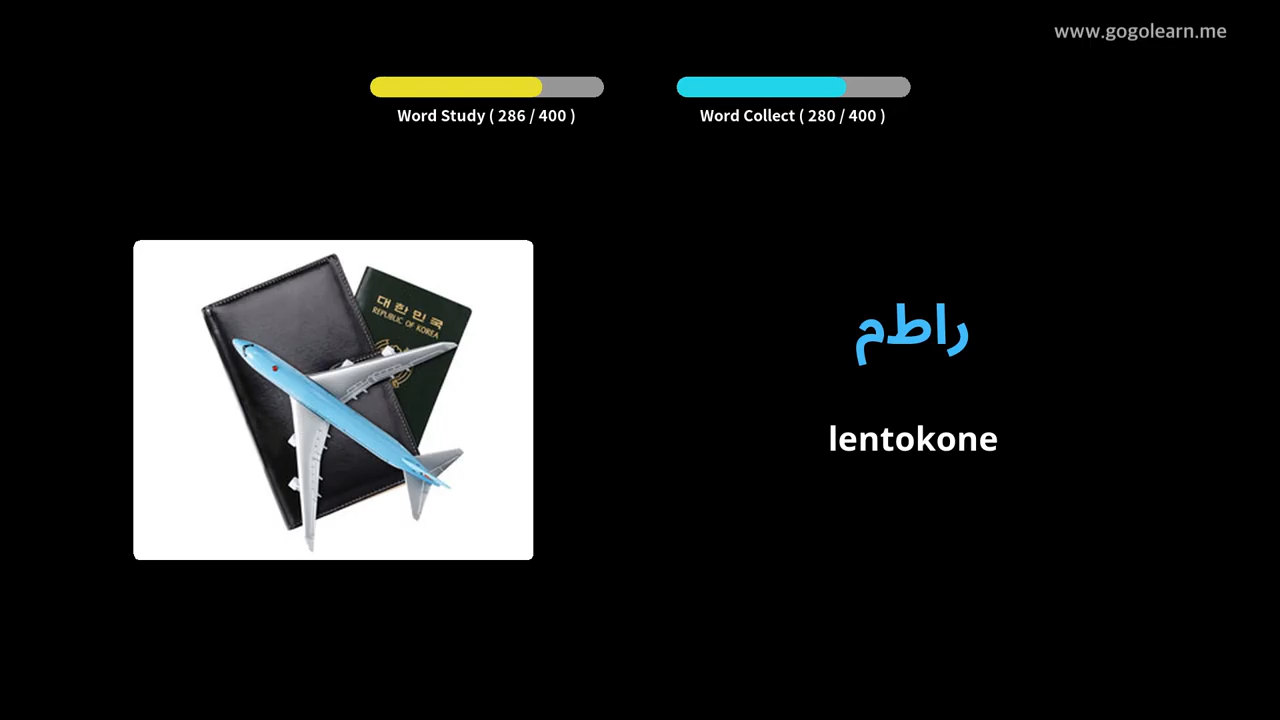 www.gogolearn.me
Word Study ( 286 / 400 )
Word Collect ( 280 / 400 )
대한민국
REPUBLIC OF KOREA
راطم
lentokone